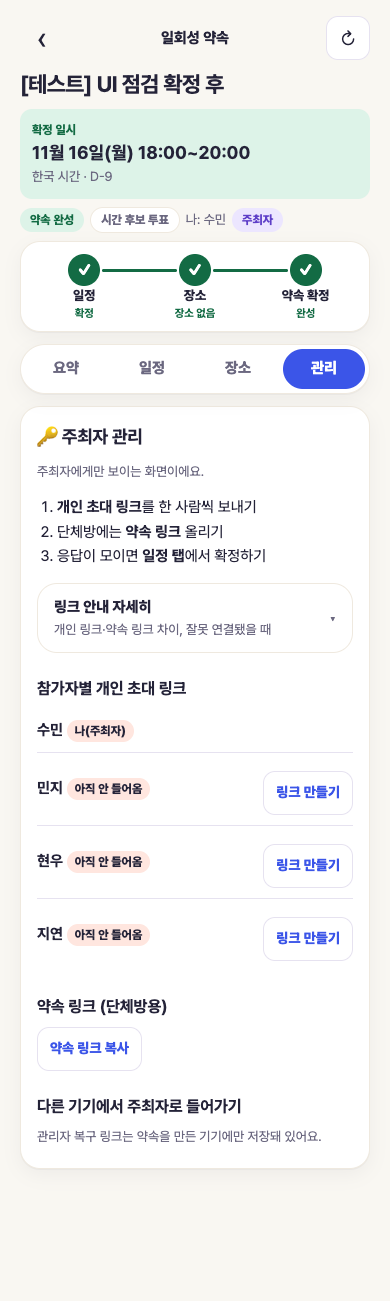 일회성 약속
[테스트] UI 점검 확정 후
확정 일시
11월 16일(월) 18:00~20:00
한국 시간 · D-9
약속 완성 시간 후보 투표 나: 수민 주최자
일정 장소 약속 확정
확정 장소 없음 완성
요약 일정 장소 관리
🔑 주최자 관리
주최자에게만 보이는 화면이에요.
1. 개인 초대 링크를 한 사람씩 보내기
2. 단체방에는 약속 링크 올리기
3. 응답이 모이면 일정 탭에서 확정하기
링크 안내 자세히
개인 링크·약속 링크 차이, 잘못 연결됐을 때
참가자별 개인 초대 링크
수민 나(주최자)
민지 아직 안 들어옴 링크 만들기
현우 아직 안 들어옴 링크 만들기
지연 아직 안 들어옴 링크 만들기
약속 링크 (단체방용)
약속 링크 복사
다른 기기에서 주최자로 들어가기
관리자 복구 링크는 약속을 만든 기기에만 저장돼 있어요.